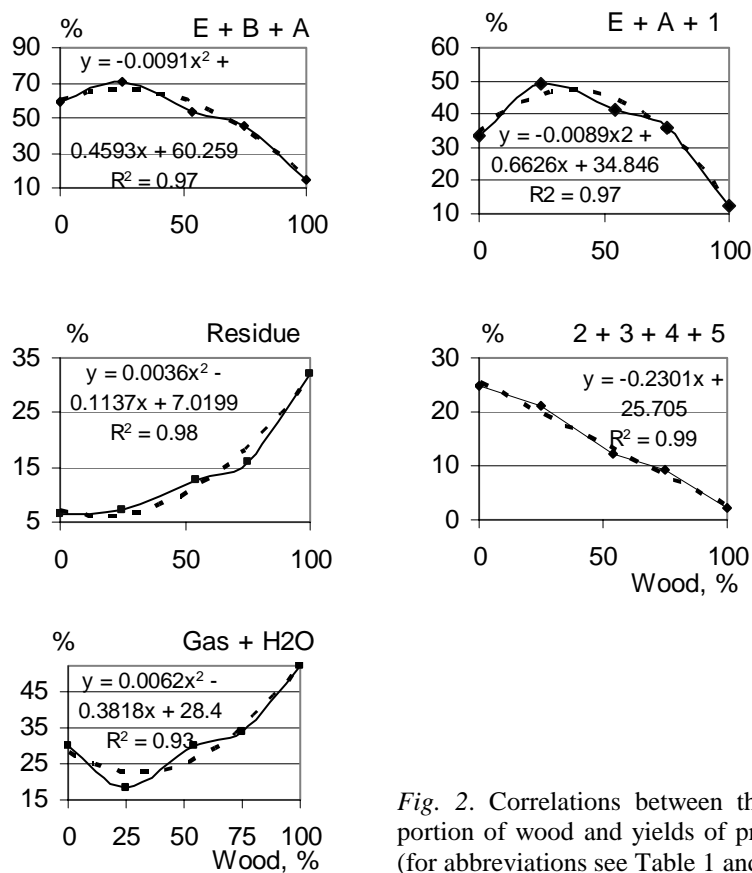 % E + B + A
y = -0.0091x² +
0.4593x + 60.259
R² = 0.97
90
70
50
30
10
0 50 100
% E + A + 1
y = -0.0089x2 +
0.6626x + 34.846
R2 = 0.97
60
50
40
30
20
10
0 50 100
% Residue
y = 0.0036x² -
0.1137x + 7.0199
R² = 0.98
35
25
15
5
0 50 100
% 2 + 3 + 4 + 5
y = -0.2301x +
25.705
R² = 0.99
30
20
10
0
0 50 100
Wood, %
% Gas + H2O
y = 0.0062x² -
0.3818x + 28.4
R² = 0.93
45
35
25
15
0 25 50 75 100
Wood, %
Fig. 2. Correlations between
portion of wood and yields of
(for abbreviations see Table 1 and